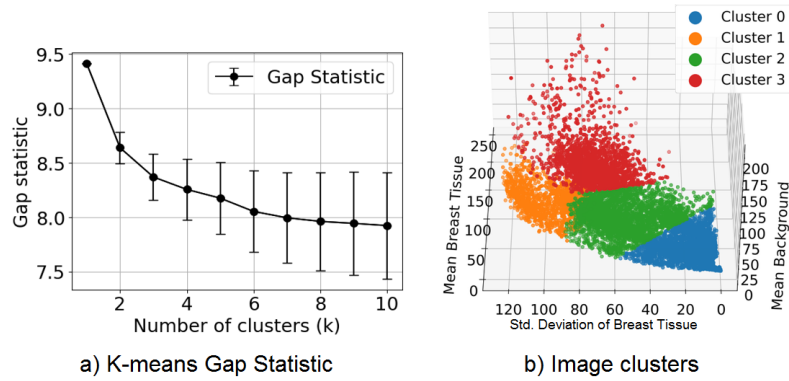 9.5
9.0
8.5
8.0
7.5
Gap statistic
Gap Statistic
2
4
6
8
10
Number of clusters (k)
a) K-means Gap Statistic
Cluster 0
Cluster 1
Cluster 2
Cluster 3
250
200
150
100
50
0
Mean Breast Tissue
200
175
150
125
100
75
50
25
0
Mean Background
120
100
80
60
40
20
0
Std. Deviation of Breast Tissue
b) Image clusters